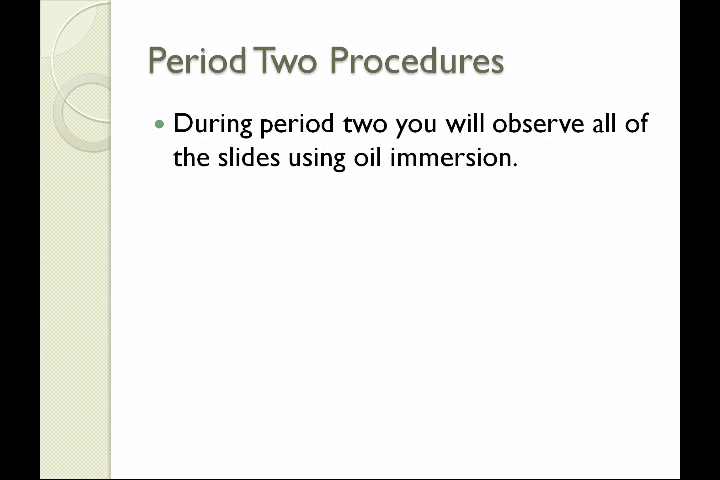 Period Two Procedures
• During period two you will observe all of
the slides using oil immersion.